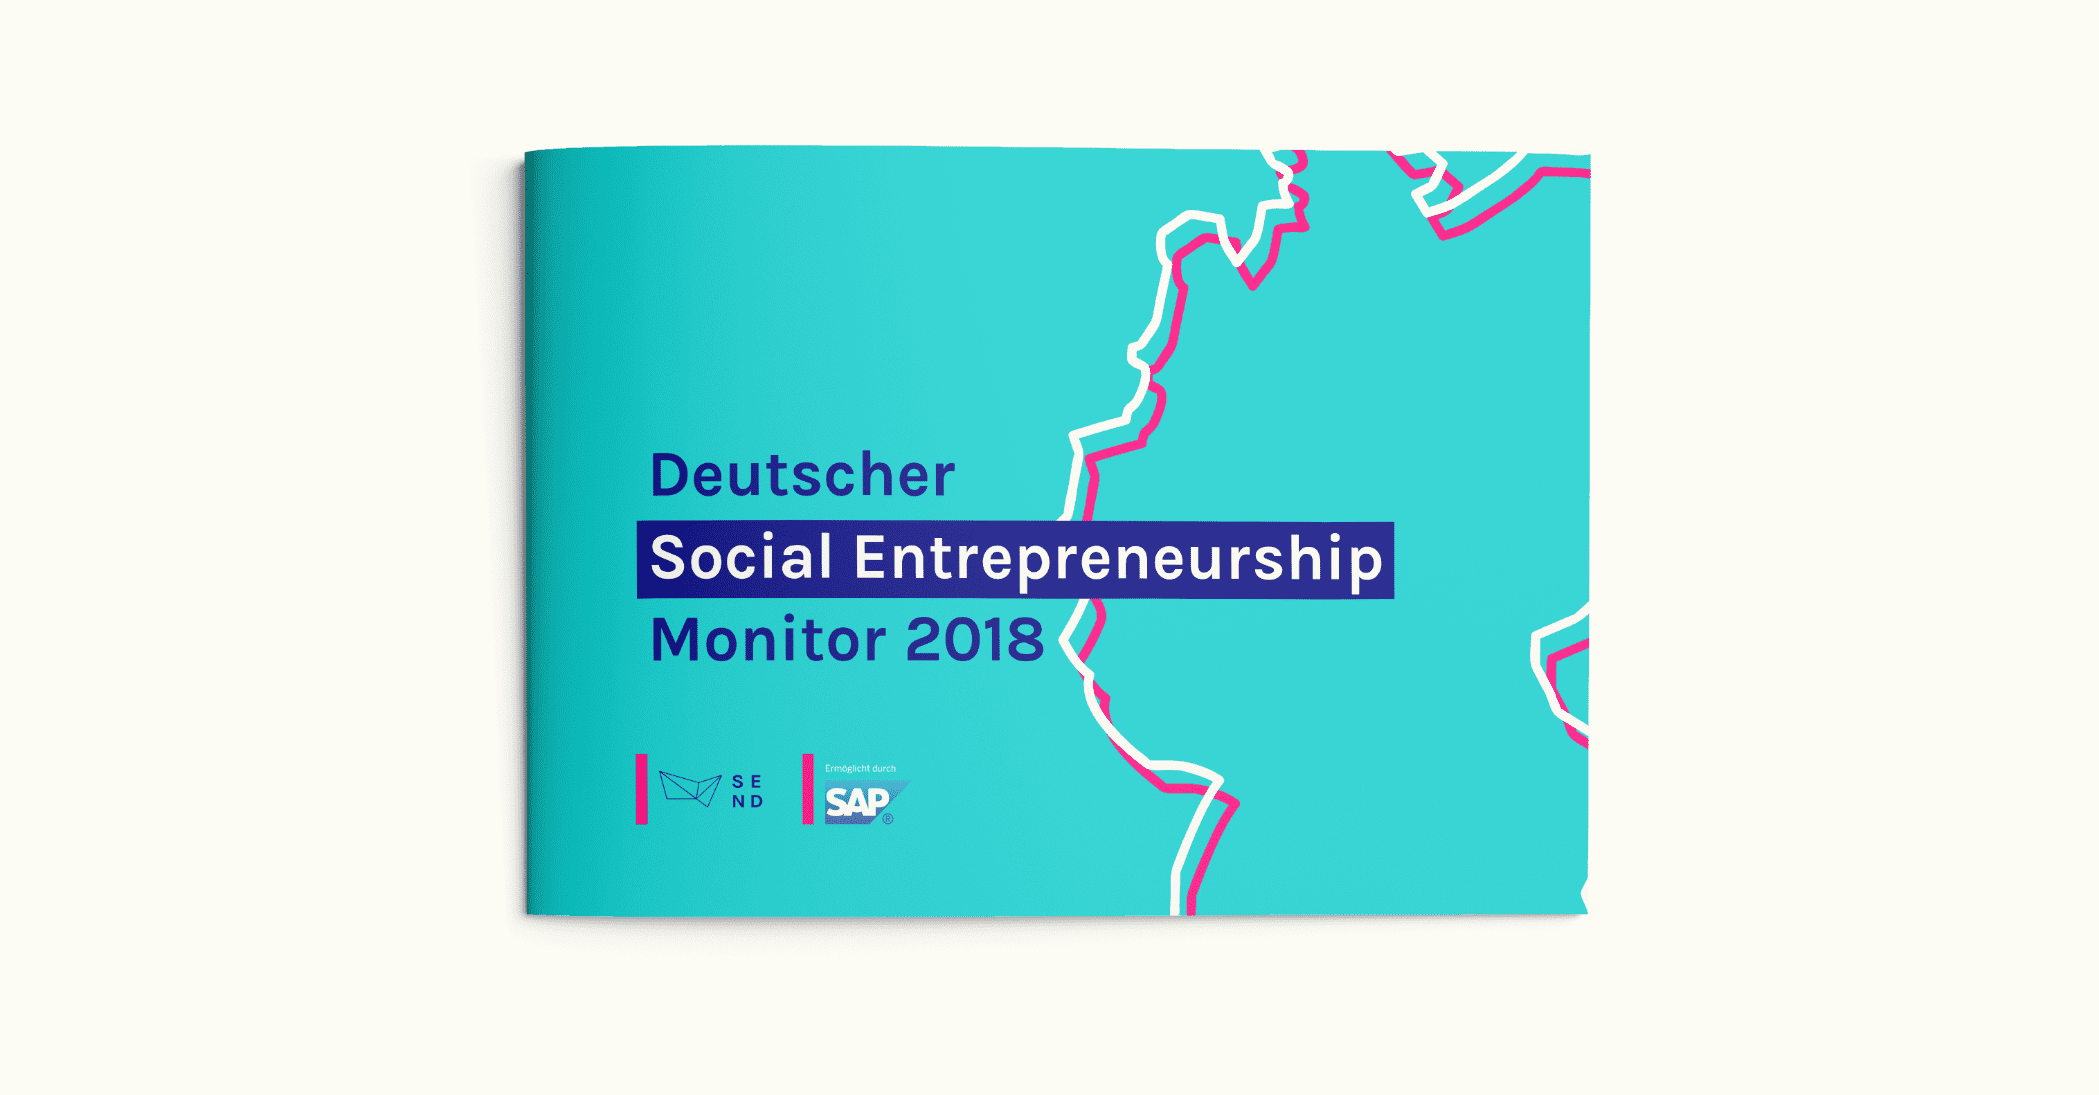 Deutscher
Social Entrepreneurship
Monitor 2018
SE
ND
Ermöglicht durch
SAP®